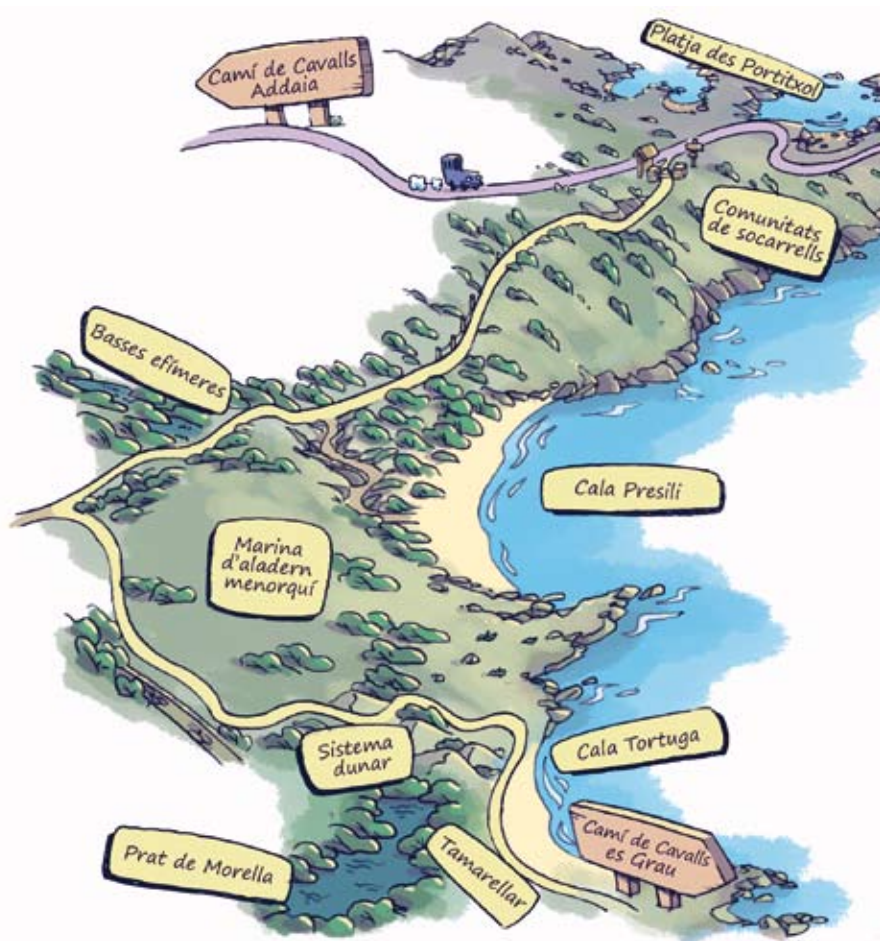 Platja des Portitxol
Camí de Cavalls
Addaia
Comunitats
de socarrells
Basses efímeres
Cala Presili
Marina
d'aladern
menorquí
Sistema
dunar
Cala Tortuga
Camí de Cavalls
es Grau
Prat de Morella
Tamarellar